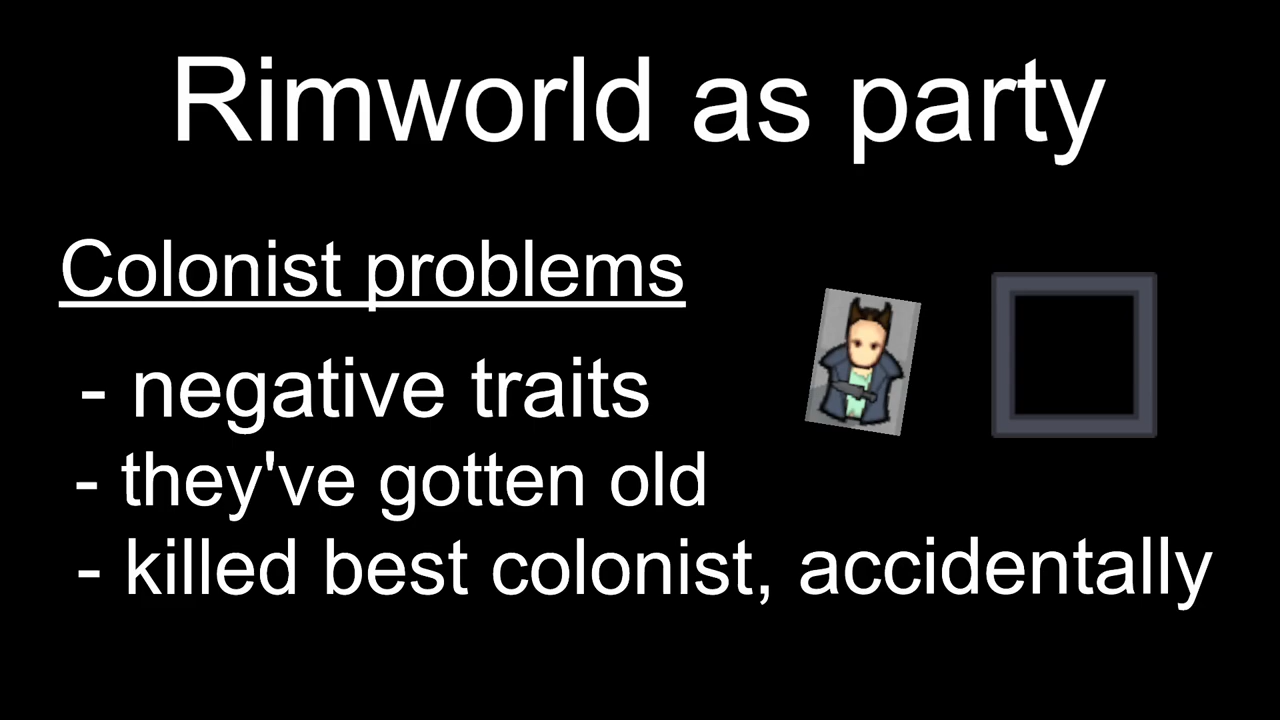 Rimworld as party
Colonist problems
- negative traits
- they've gotten old
- killed best colonist, accidentally